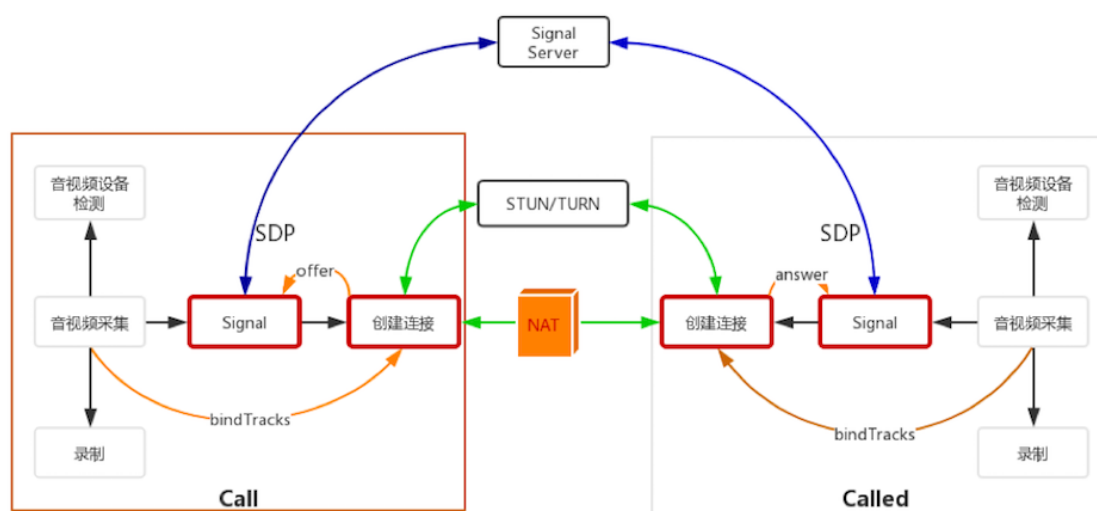 Signal
Server
音视频设备
检测
STUN/TURN
音视频设备
检测
SDP
SDP
offer
answer
音视频采集
Signal
创建连接
NAT
创建连接
Signal
音视频采集
bindTracks
bindTracks
录制
录制
Call
Called